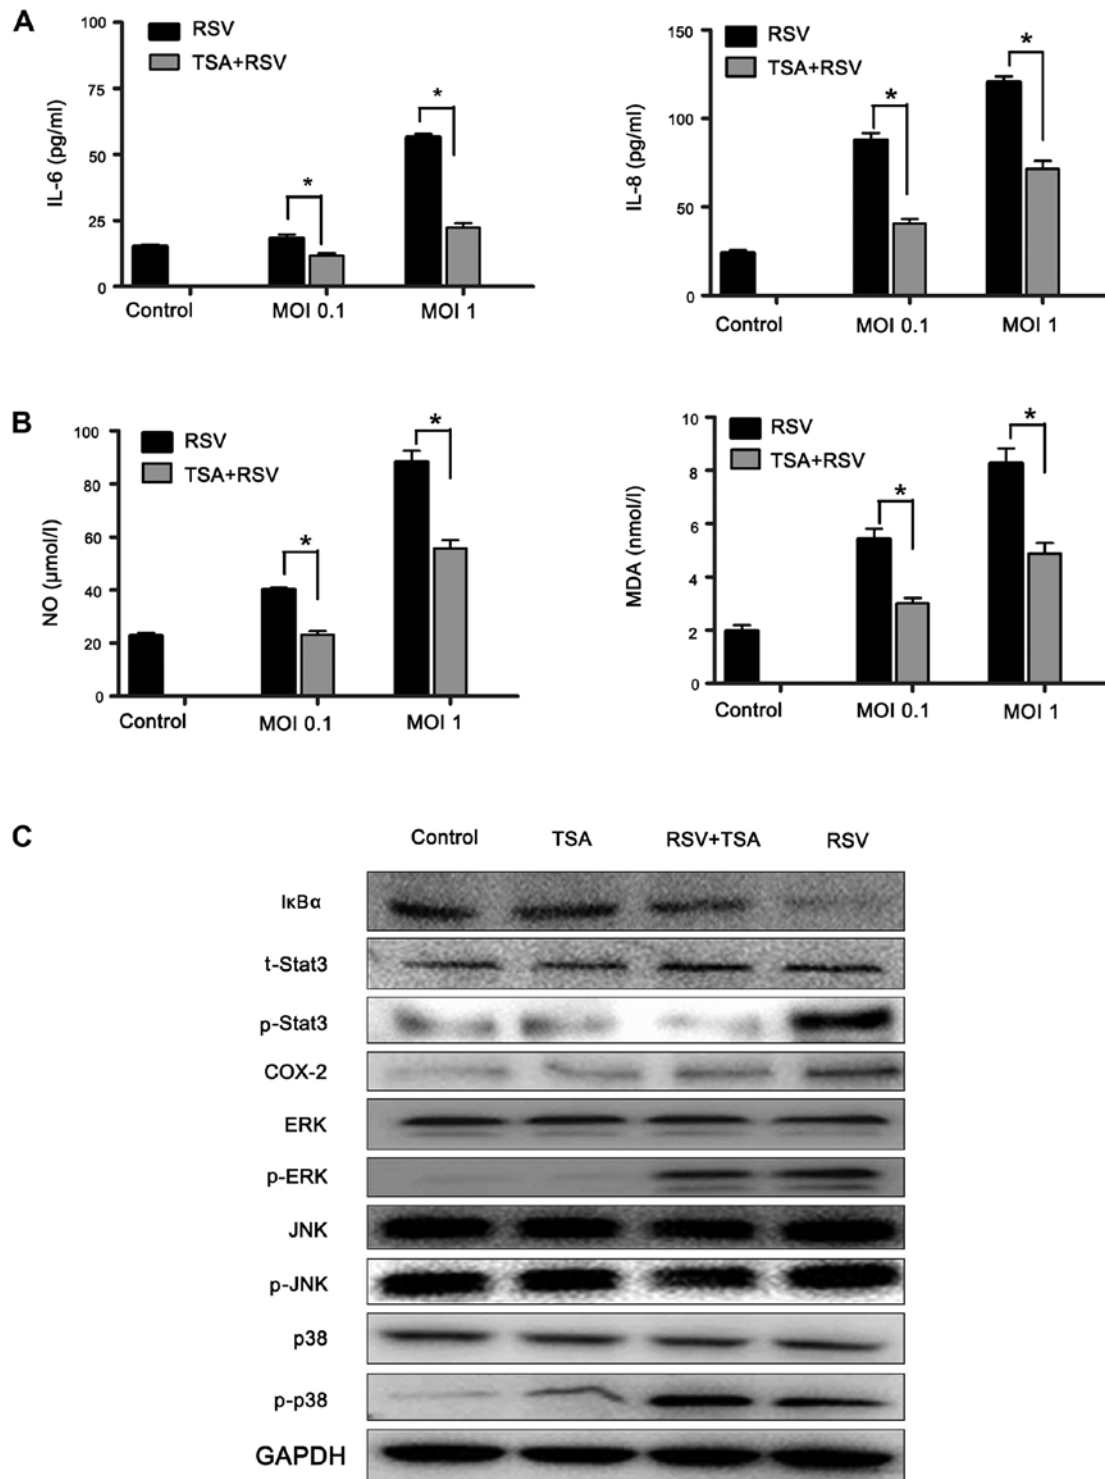 A
100
75
50
25
0
IL-6 (pg/ml)
RSV
TSA+RSV
*
*
Control
MOI 0.1
MOI 1
150
100
50
0
IL-8 (pg/ml)
RSV
TSA+RSV
*
*
Control
MOI 0.1
MOI 1
B
100
80
60
40
20
0
NO (µmol/l)
RSV
TSA+RSV
*
*
Control
MOI 0.1
MOI 1
10
8
6
4
2
0
MDA (nmol/l)
RSV
TSA+RSV
*
*
Control
MOI 0.1
MOI 1
C
Control TSA RSV+TSA RSV
IκBα
t-Stat3
p-Stat3
COX-2
ERK
p-ERK
JNK
p-JNK
p38
p-p38
GAPDH